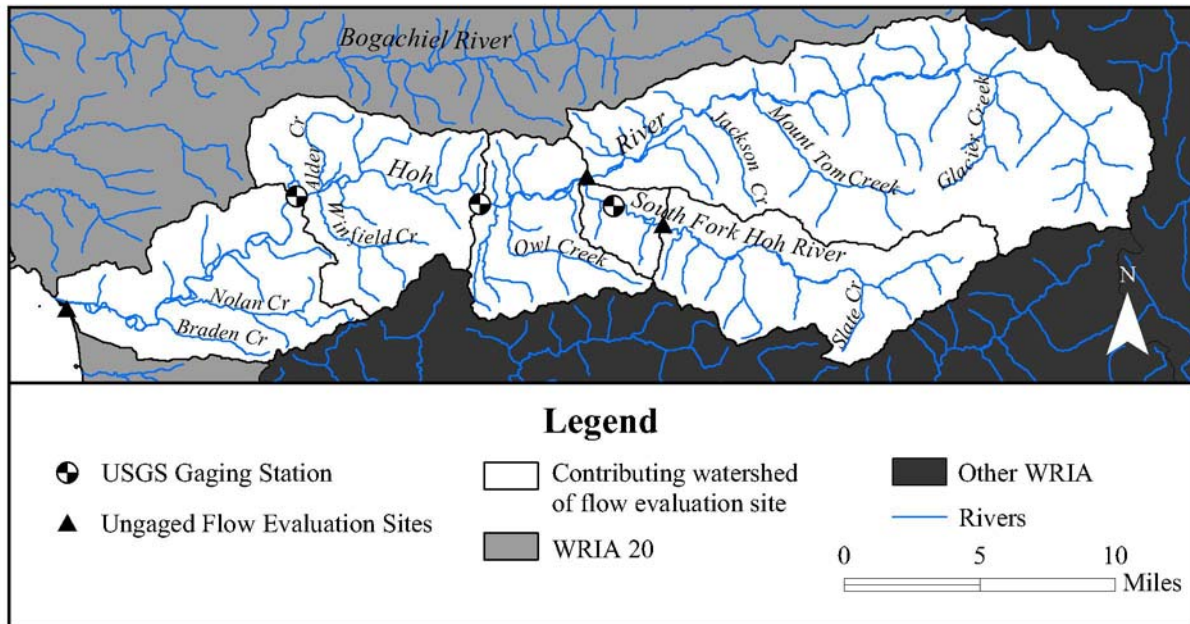 Bogachiel River
Alder Cr
Hoh
River
Jackson Cr
Mount Tom Creek
Glacier Creek
Winfield Cr
Owl Creek
South Fork Hoh River
Nolan Cr
Braden Cr
Slate Cr
N
Legend
USGS Gaging Station
Ungaged Flow Evaluation Sites
Contributing watershed
of flow evaluation site
WRIA 20
Other WRIA
Rivers
0 5 10
Miles